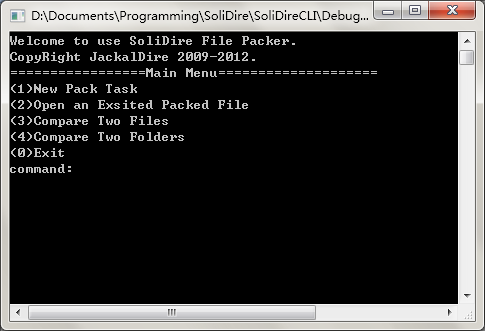 D:\Documents\Programming\SoliDire\SoliDireCLI\Debug...
Welcome to use SoliDire File Packer.
CopyRight JackalDire 2009-2012.
=================Main Menu====================
(1)New Pack Task
(2)Open an Exsited Packed File
(3)Compare Two Files
(4)Compare Two Folders
(0)Exit
command: